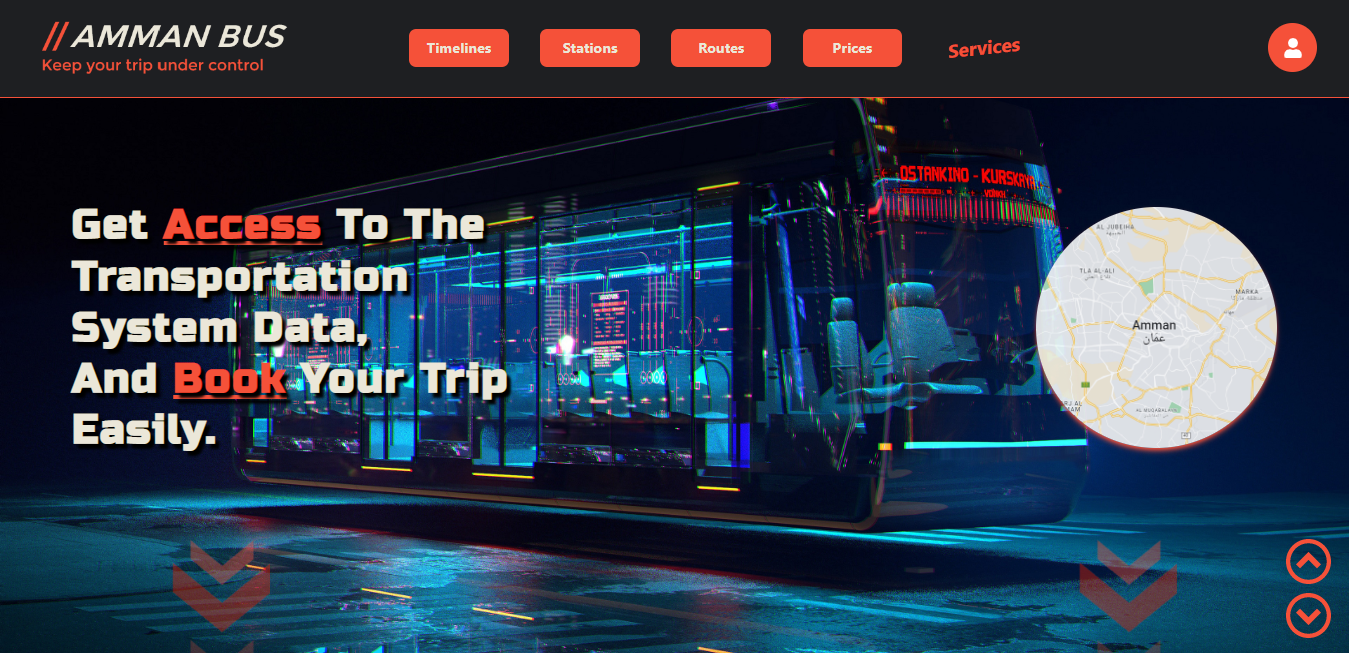 // AMMAN BUS
Keep your trip under control
Timelines
Stations
Routes
Prices
Services
OSTANKINO - KURSKAYA
Get Access To The
Transportation
System Data,
And Book Your Trip
Easily.
AL JUBEIHA
TLA AL-ALI
MARKA
Amman
عمان
AL MUQABALAIN